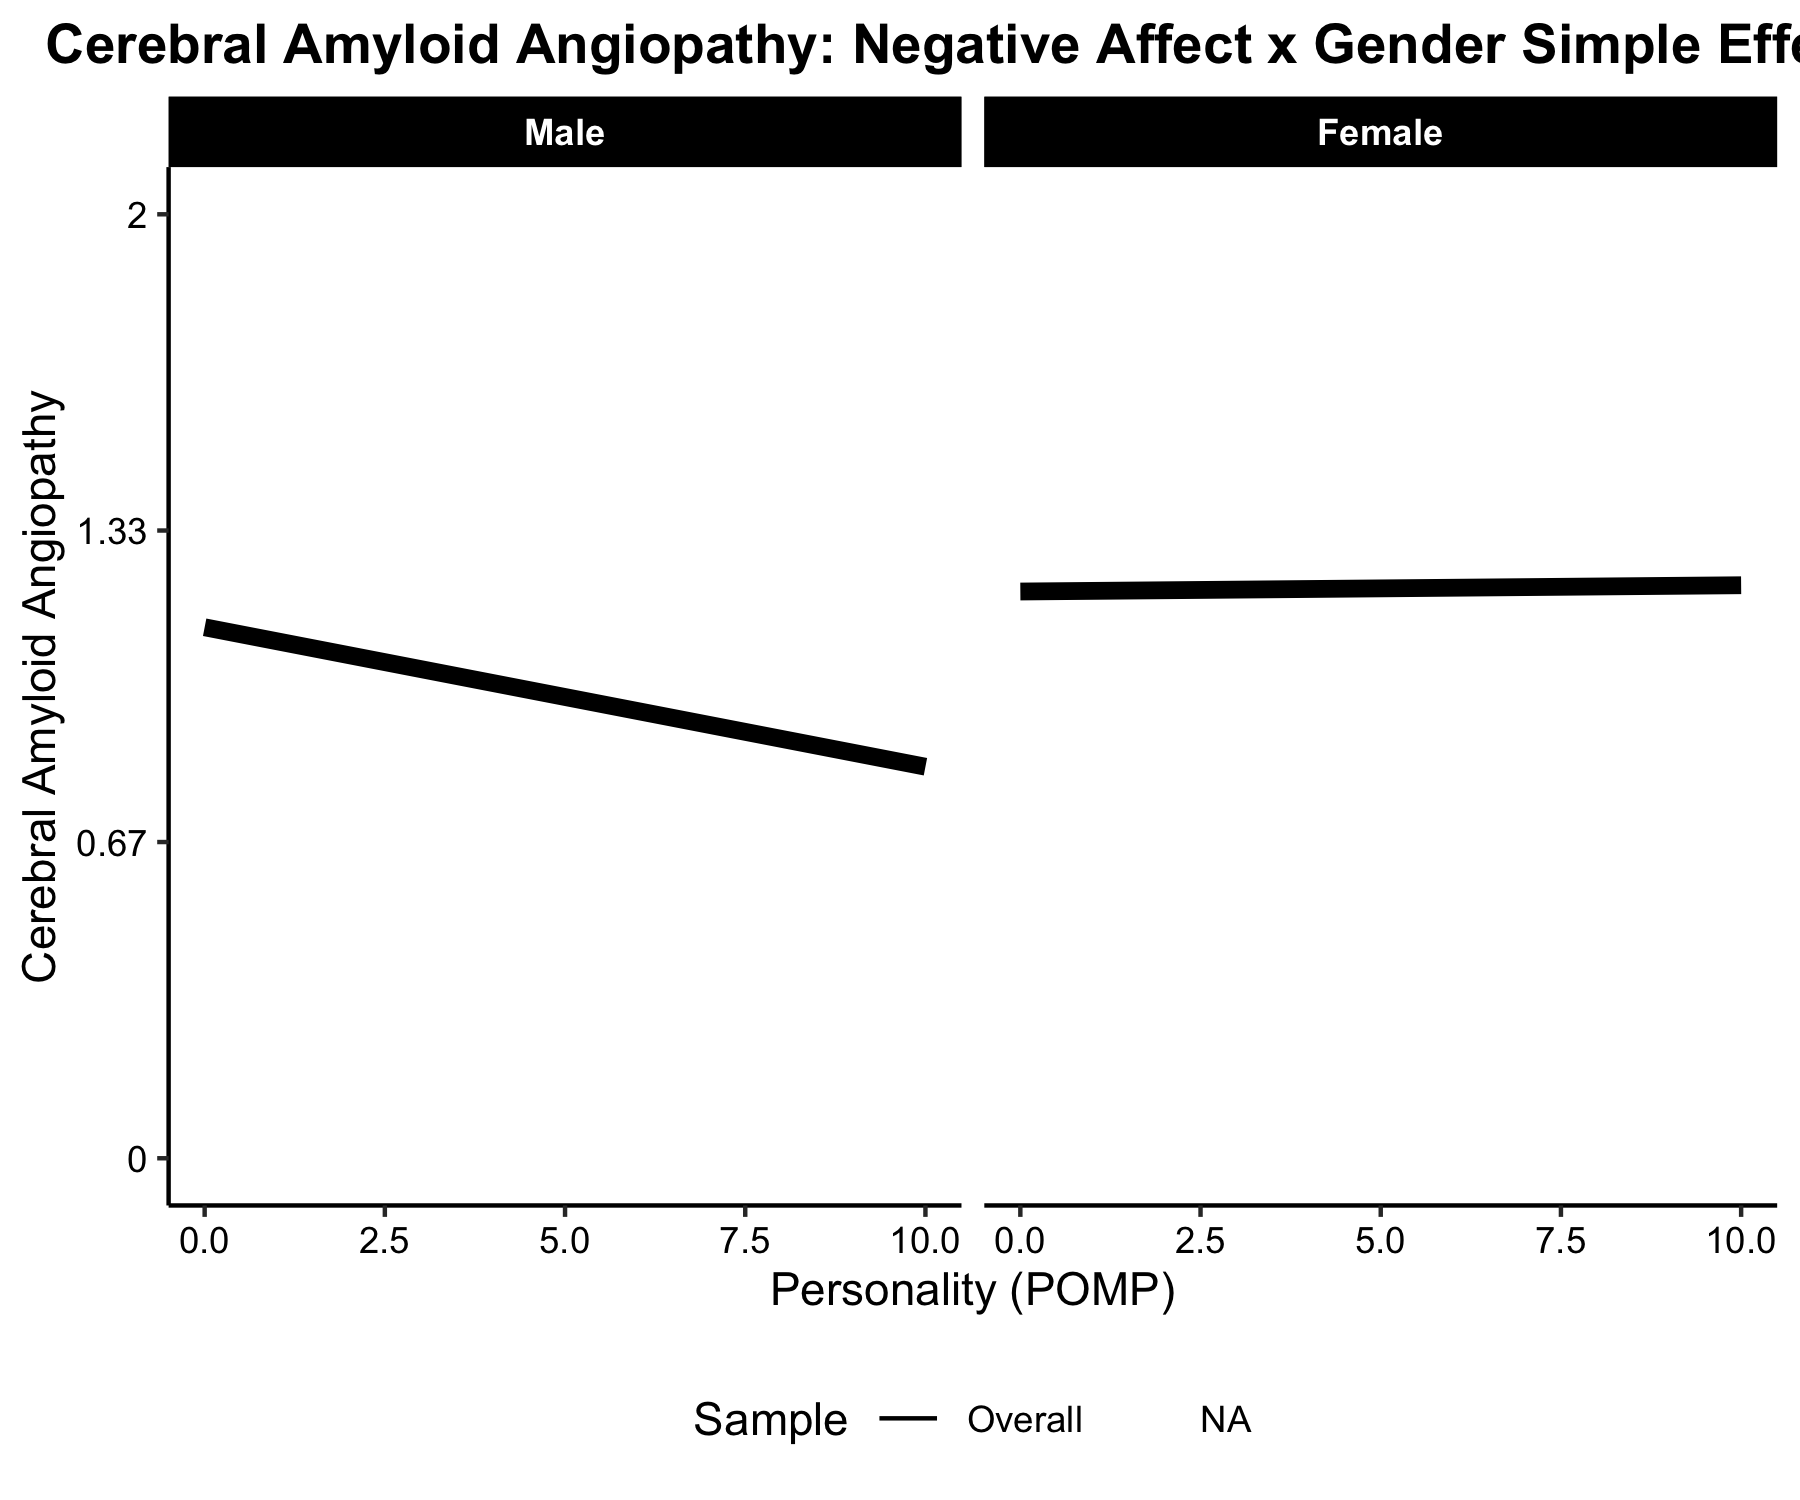 Cerebral Amyloid Angiopathy: Negative Affect x Gender Simple Effe
Male
Female
Cerebral Amyloid Angiopathy
2
1.33
0.67
0
0.0 2.5 5.0 7.5 10.0
0.0 2.5 5.0 7.5 10.0
Personality (POMP)
Sample Overall NA